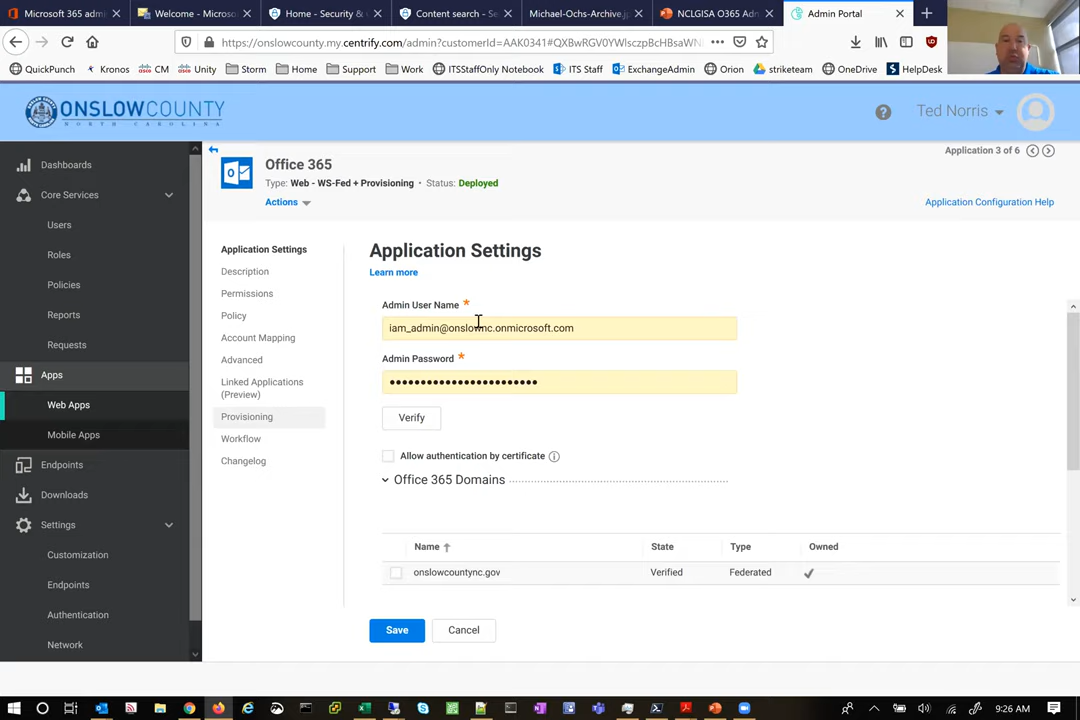 Microsoft 365 admin
Welcome - Microso
Home - Security & C
Content search - Se
Michael-Ochs-Archive.jp
NCLGISA O365 Adm
Admin Portal
https://onslowcounty.my.centrify.com/admin?customerId=AAK0341#QXBwRGV0YWlsczpBcHBsaWN
QuickPunch
Kronos
CM
Unity
Storm
Home
Support
Work
ITSStaffOnly Notebook
ITS Staff
ExchangeAdmin
Orion
striketeam
OneDrive
HelpDesk
ONSLOWCOUNTY
NORTH CAROLINA
Ted Norris
Dashboards
Core Services
Users
Roles
Policies
Reports
Requests
Apps
Web Apps
Mobile Apps
Endpoints
Downloads
Settings
Customization
Endpoints
Authentication
Network
Office 365
Type: Web - WS-Fed + Provisioning • Status: Deployed
Actions
Application 3 of 6
Application Configuration Help
Application Settings
Description
Permissions
Policy
Account Mapping
Advanced
Linked Applications
(Preview)
Provisioning
Workflow
Changelog
Application Settings
Learn more
Admin User Name *
iam_admin@onslownc.onmicrosoft.com
Admin Password *
••••••••••••••••••••••••
Verify
Allow authentication by certificate
Office 365 Domains
Name State Type Owned
onslowcountync.gov Verified Federated
Save
Cancel
9:26 AM